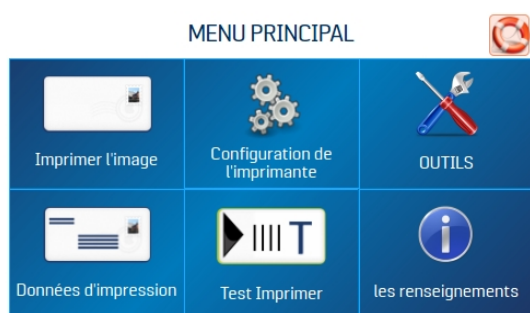 MENU PRINCIPAL
Imprimer l'image
Configuration de
l'imprimante
OUTILS
Données d'impression
T
Test Imprimer
i
les renseignements